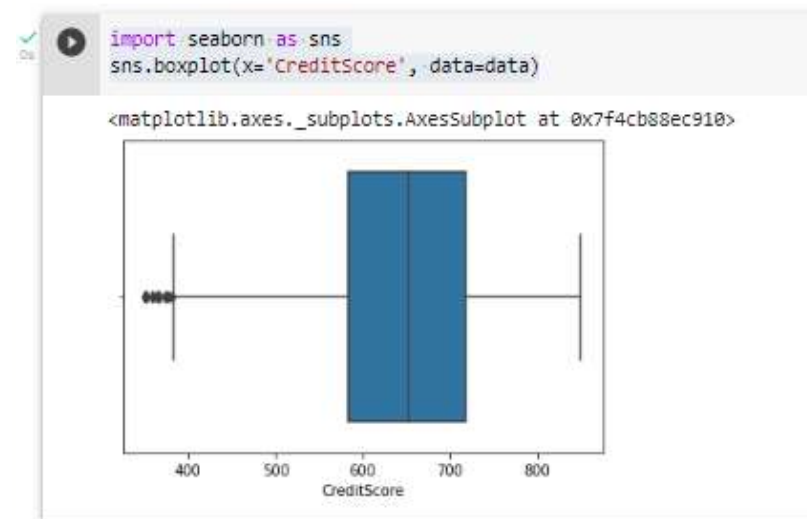 import seaborn as sns
0s
sns.boxplot(x='CreditScore', data=data)
<matplotlib.axes._subplots.AxesSubplot at 0x7f4cb88ec910>
400 500 600 700 800
CreditScore